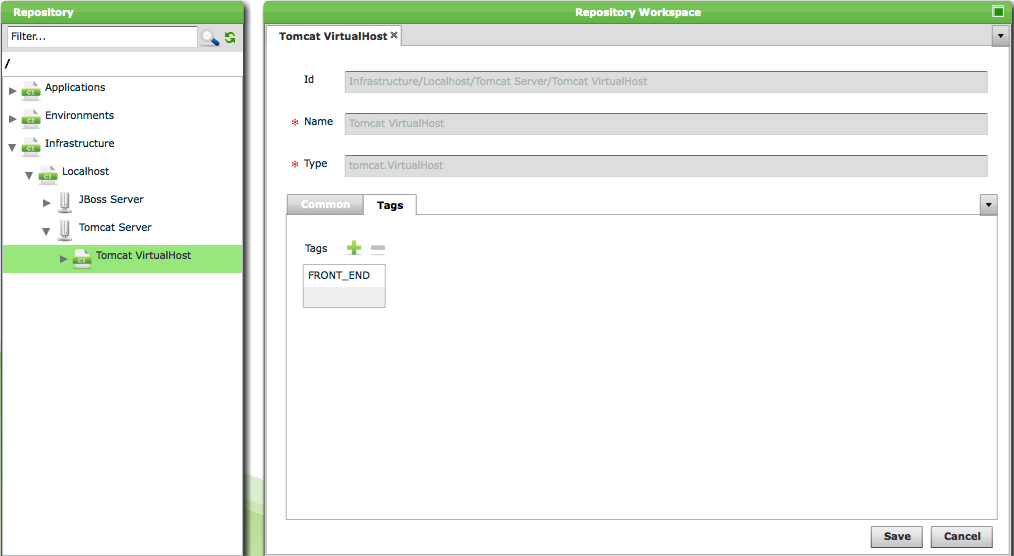 Repository
Filter...
/
Applications
Environments
Infrastructure
Localhost
JBoss Server
Tomcat Server
Tomcat VirtualHost
Repository Workspace
Tomcat VirtualHost
Id
Infrastructure/Localhost/Tomcat Server/Tomcat VirtualHost
* Name
Tomcat VirtualHost
* Type
tomcat.VirtualHost
Common
Tags
Tags
FRONT_END
Save
Cancel